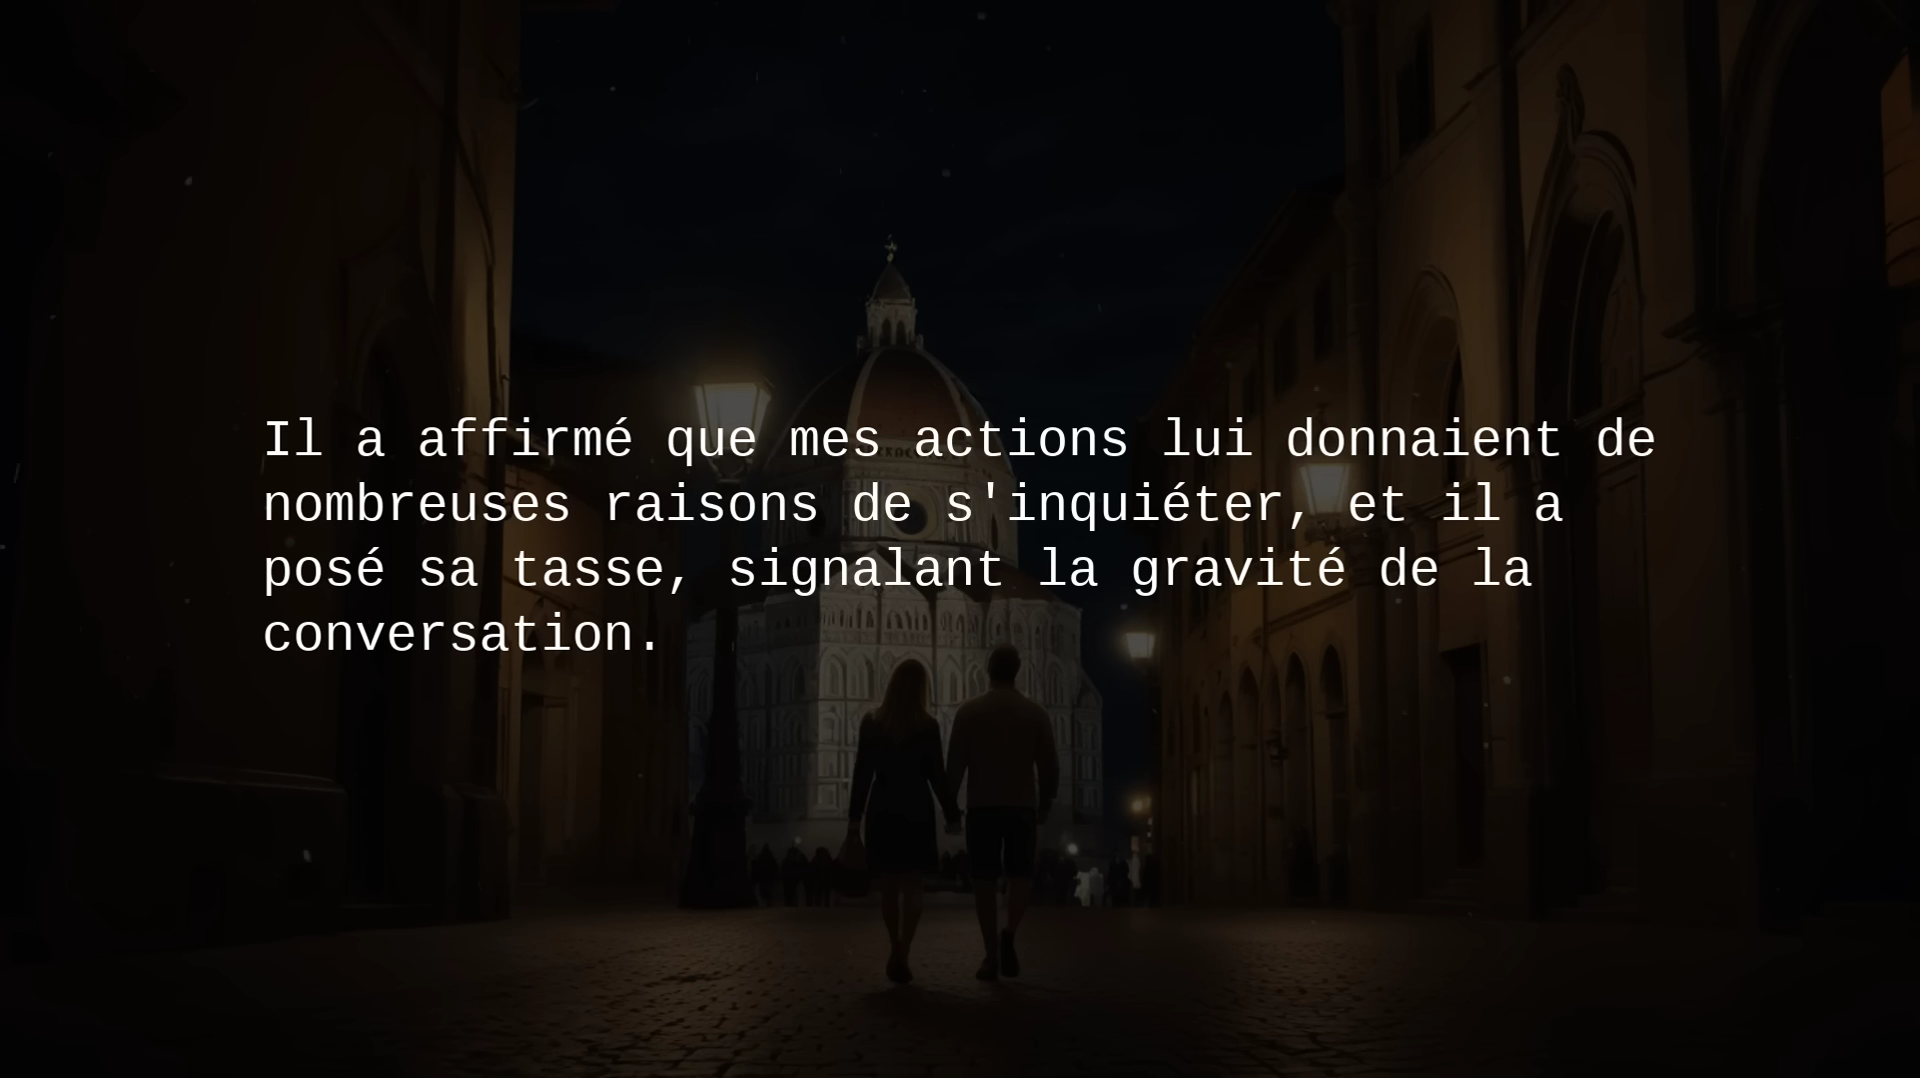 Il a affirmé que mes actions lui donnaient de
nombreuses raisons de s'inquiéter, et il a
posé sa tasse, signalant la gravité de la
conversation.